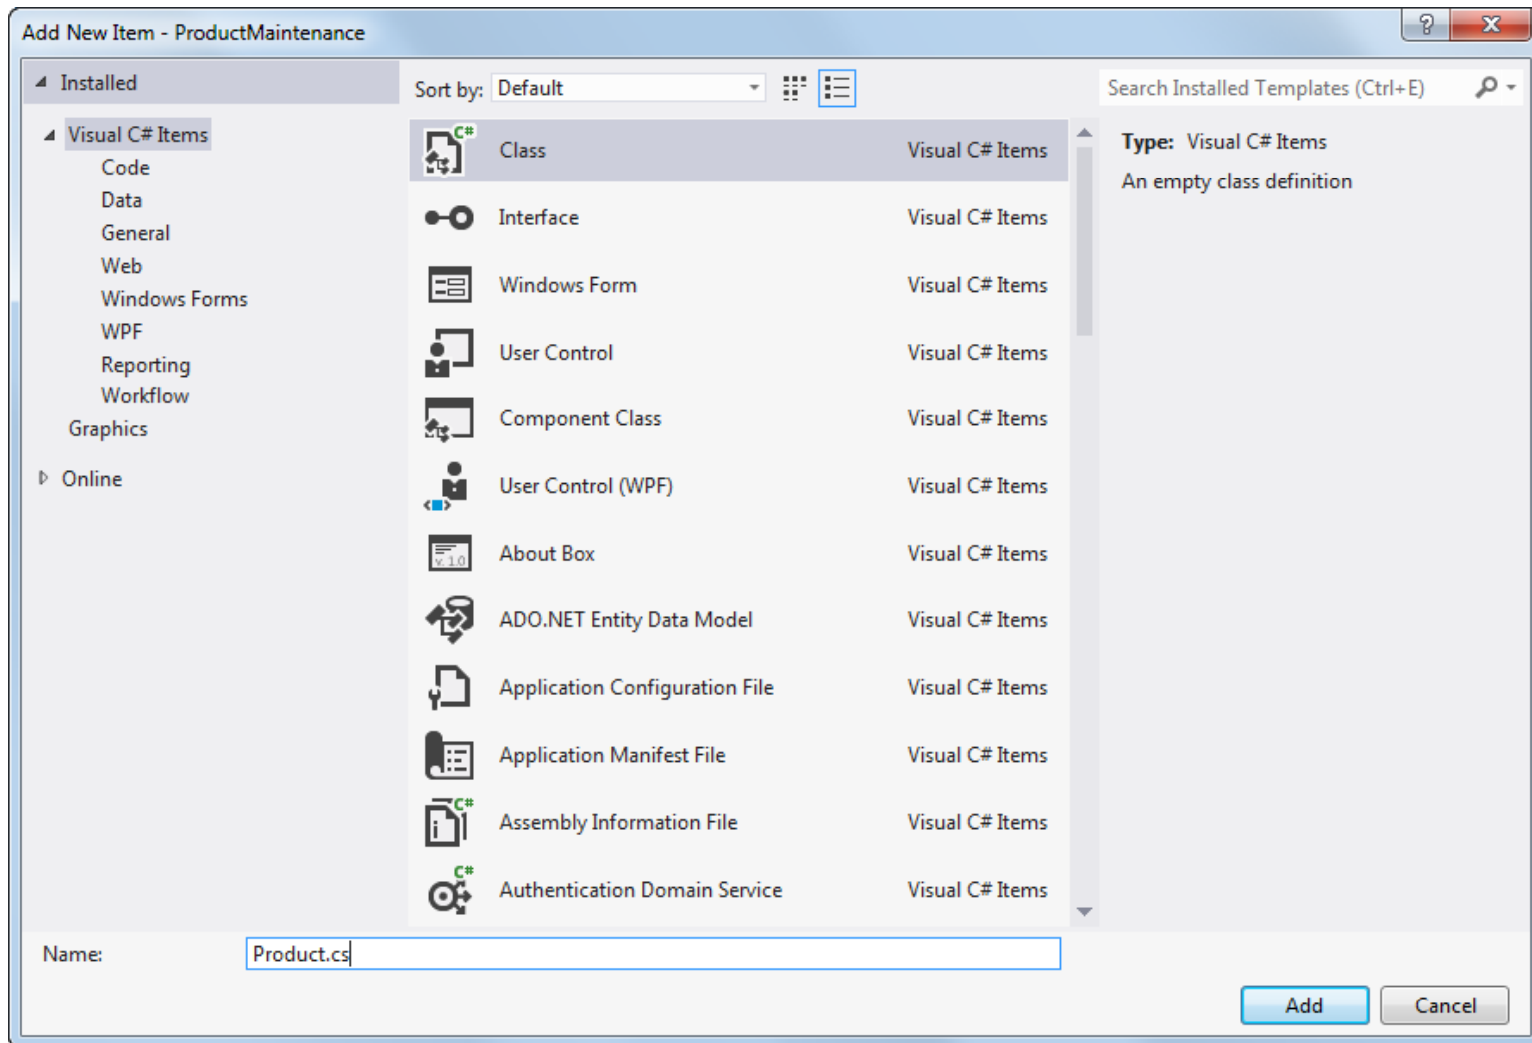 Add New Item - ProductMaintenance
Installed
Visual C# Items
Code
Data
General
Web
Windows Forms
WPF
Reporting
Workflow
Graphics
Online
Sort by: Default
C# Class Visual C# Items
Interface Visual C# Items
Windows Form Visual C# Items
User Control Visual C# Items
Component Class Visual C# Items
User Control (WPF) Visual C# Items
v. 1.0 About Box Visual C# Items
ADO.NET Entity Data Model Visual C# Items
Application Configuration File Visual C# Items
Application Manifest File Visual C# Items
C# Assembly Information File Visual C# Items
C# Authentication Domain Service Visual C# Items
Search Installed Templates (Ctrl+E)
Type: Visual C# Items
An empty class definition
Name: Product.cs
Add Cancel